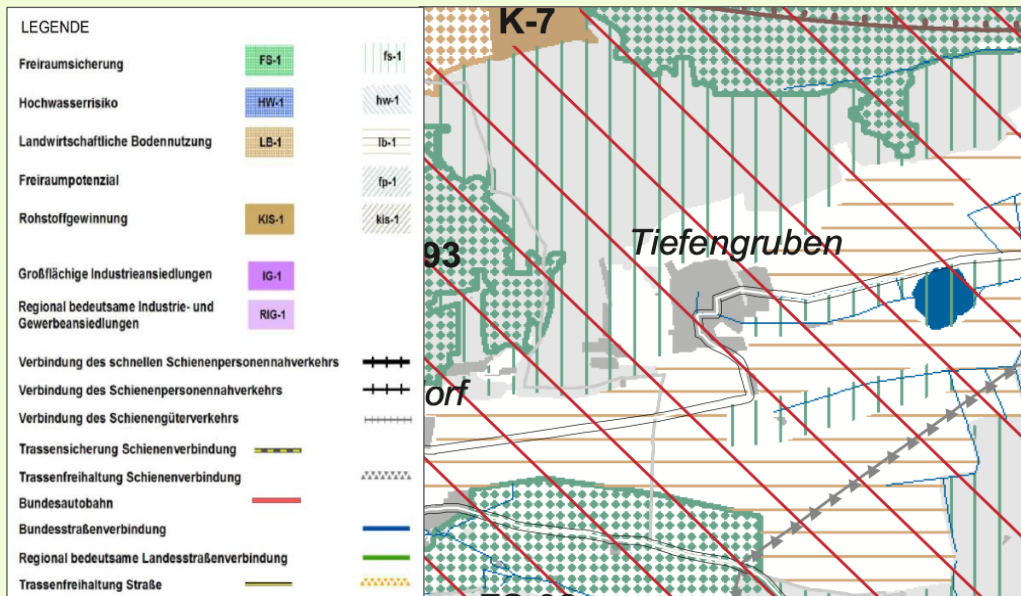 LEGENDE
Freiraumsicherung FS-1 fs-1
Hochwasserrisiko HW-1 hw-1
Landwirtschaftliche Bodennutzung LB-1 lb-1
Freiraumpotenzial fp-1
Rohstoffgewinnung KIS-1 kis-1
Großflächige Industrieansiedlungen IG-1
Regional bedeutsame Industrie- und
Gewerbeansiedlungen RIG-1
Verbindung des schnellen Schienenpersonennahverkehrs
Verbindung des Schienenpersonennahverkehrs
Verbindung des Schienengüterverkehrs
Trassensicherung Schienenverbindung
Trassenfreihaltung Schienenverbindung
Bundesautobahn
Bundesstraßenverbindung
Regional bedeutsame Landesstraßenverbindung
Trassenfreihaltung Straße
K-7
Tiefengruben
93
orf